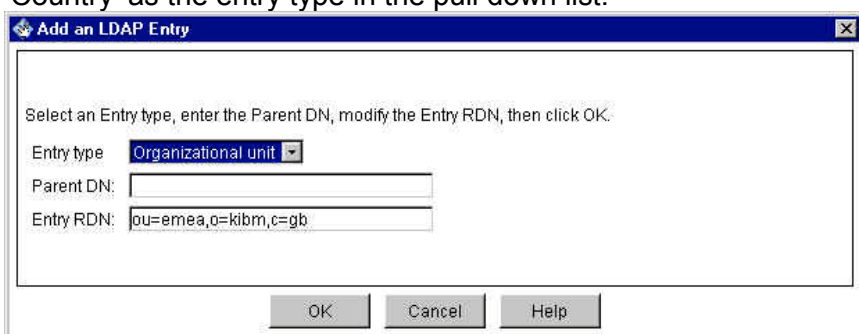 'Country' as the entry type in the pull down list.
Add an LDAP Entry
Select an Entry type, enter the Parent DN, modify the Entry RDN, then click OK.
Entry type Organizational unit
Parent DN:
Entry RDN: ou=emea,o=kibm,c=gb
OK Cancel Help